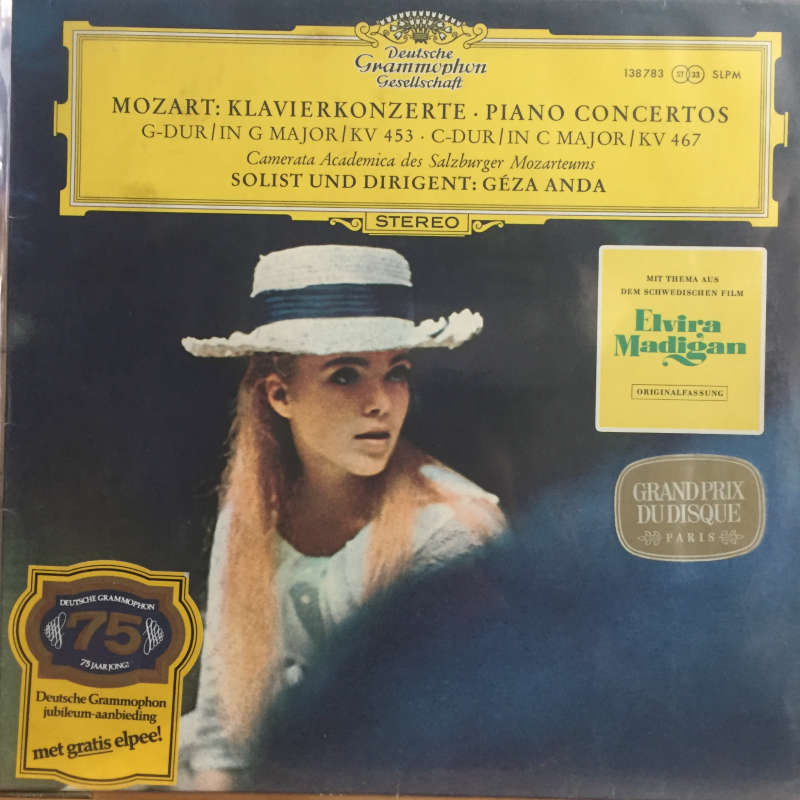 Deutsche
Grammophon
Gesellschaft
138 783 ST 33 SLPM
MOZART: KLAVIERKONZERTE · PIANO CONCERTOS
G-DUR/IN G MAJOR/KV 453 · C-DUR/IN C MAJOR/KV 467
Camerata Academica des Salzburger Mozarteums
SOLIST UND DIRIGENT: GÉZA ANDA
STEREO
MIT THEMA AUS
DEM SCHWEDISCHEN FILM
Elvira
Madigan
ORIGINALFASSUNG
GRAND PRIX
DU DISQUE
PARIS
DEUTSCHE GRAMMOPHON
75
75 JAAR JONG!
Deutsche Grammophon
jubileum-aanbieding
met gratis elpee!